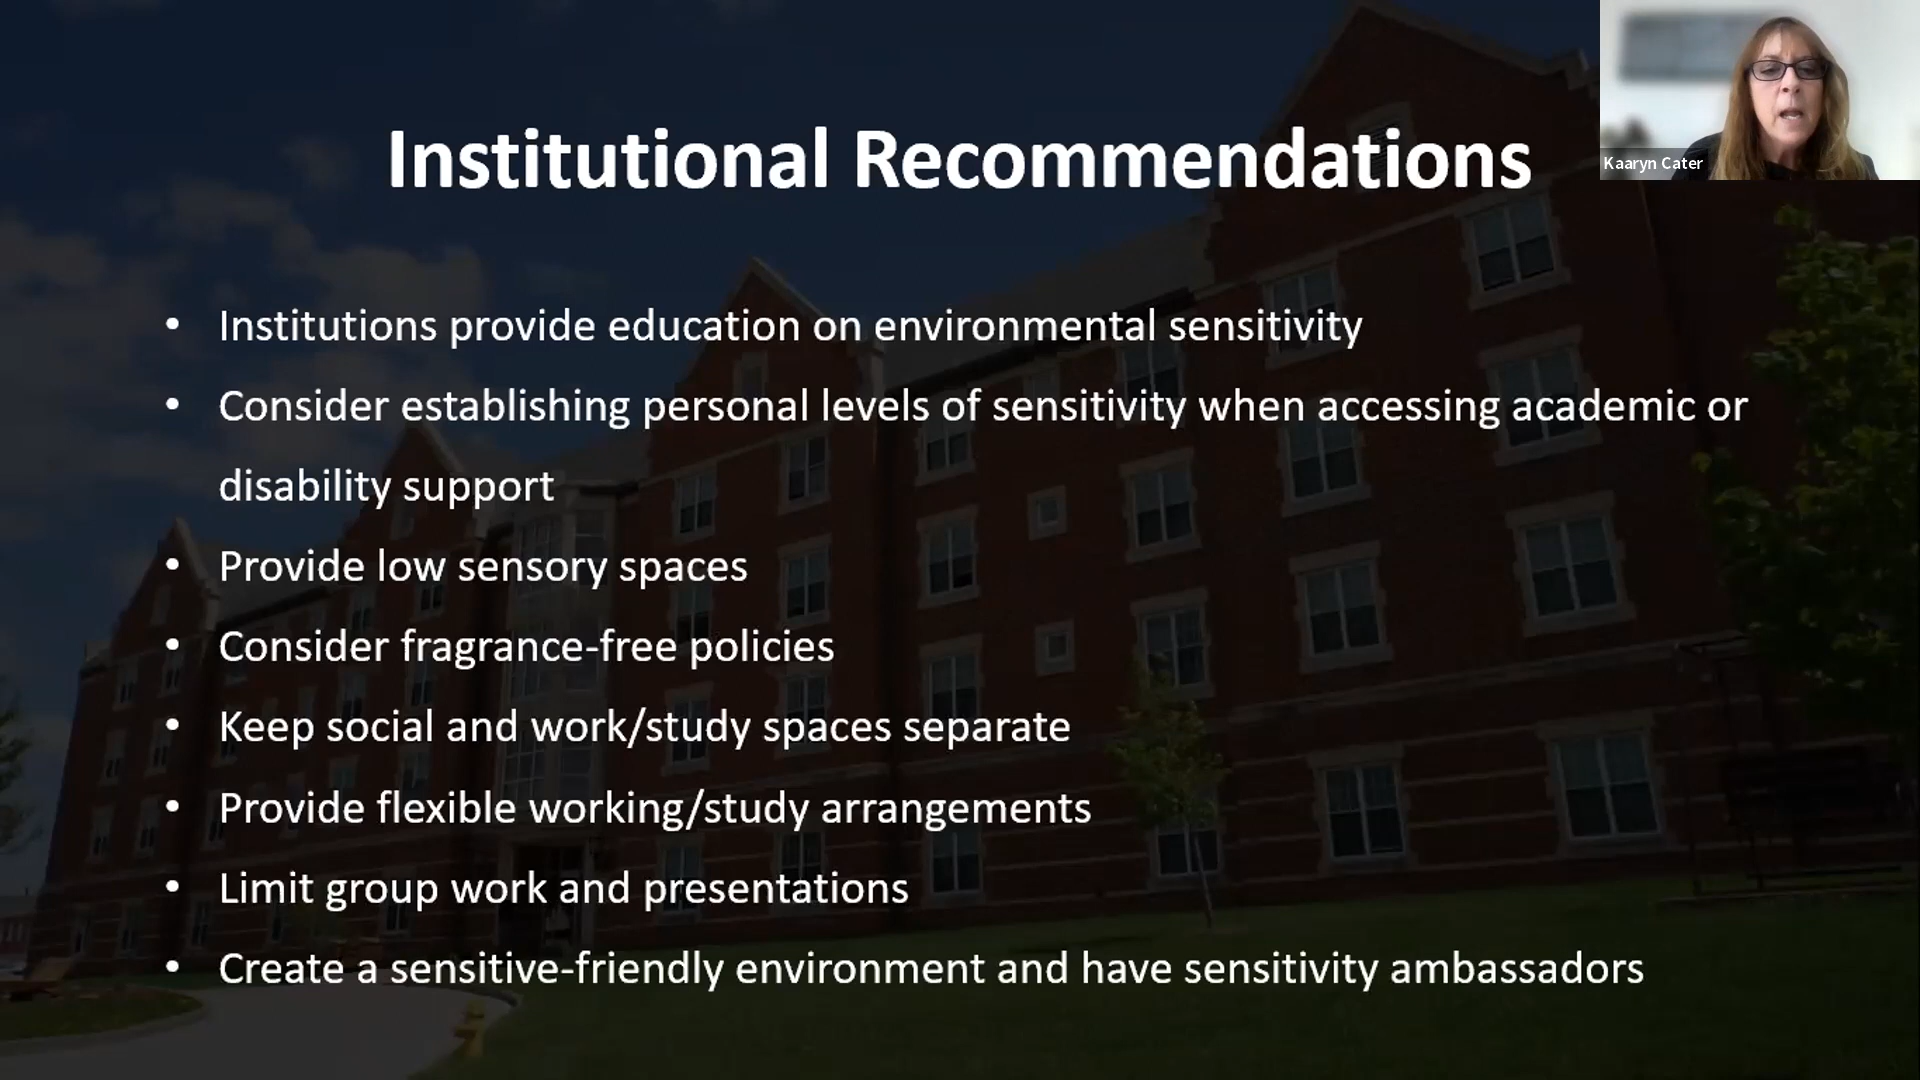 Institutional Recommendations
Kaaryn Cater
• Institutions provide education on environmental sensitivity
• Consider establishing personal levels of sensitivity when accessing academic or
disability support
• Provide low sensory spaces
• Consider fragrance-free policies
• Keep social and work/study spaces separate
• Provide flexible working/study arrangements
• Limit group work and presentations
• Create a sensitive-friendly environment and have sensitivity ambassadors